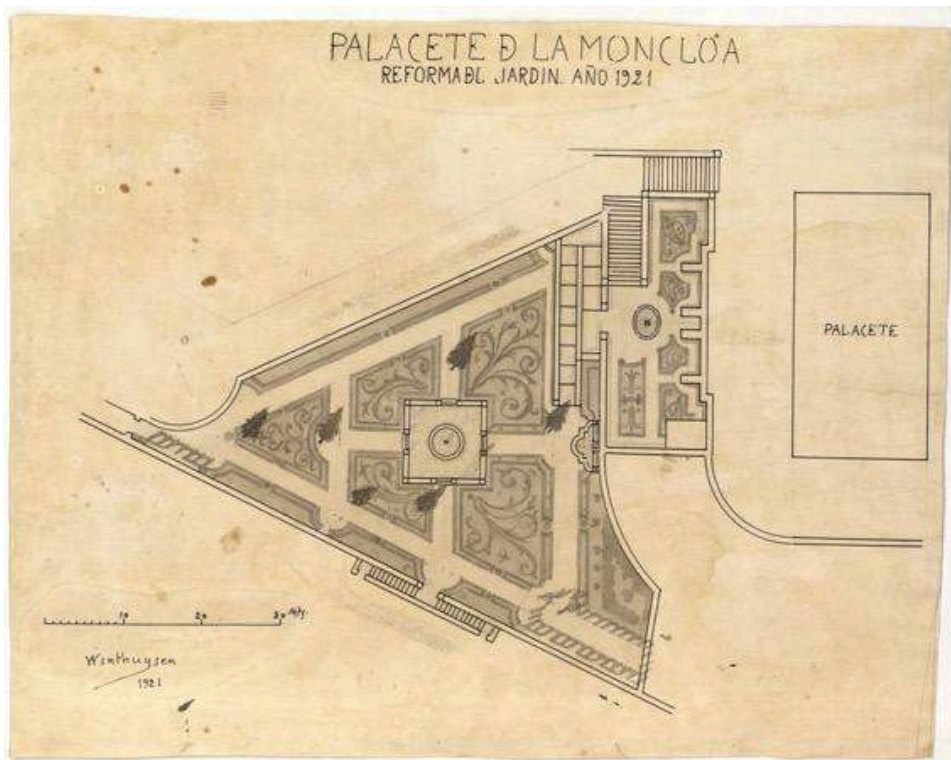 PALACETE Đ LA MONCLOA
REFORMA DL JARDIN. AÑO 1921
PALACETE
10 20 30
Winthuysen
1921